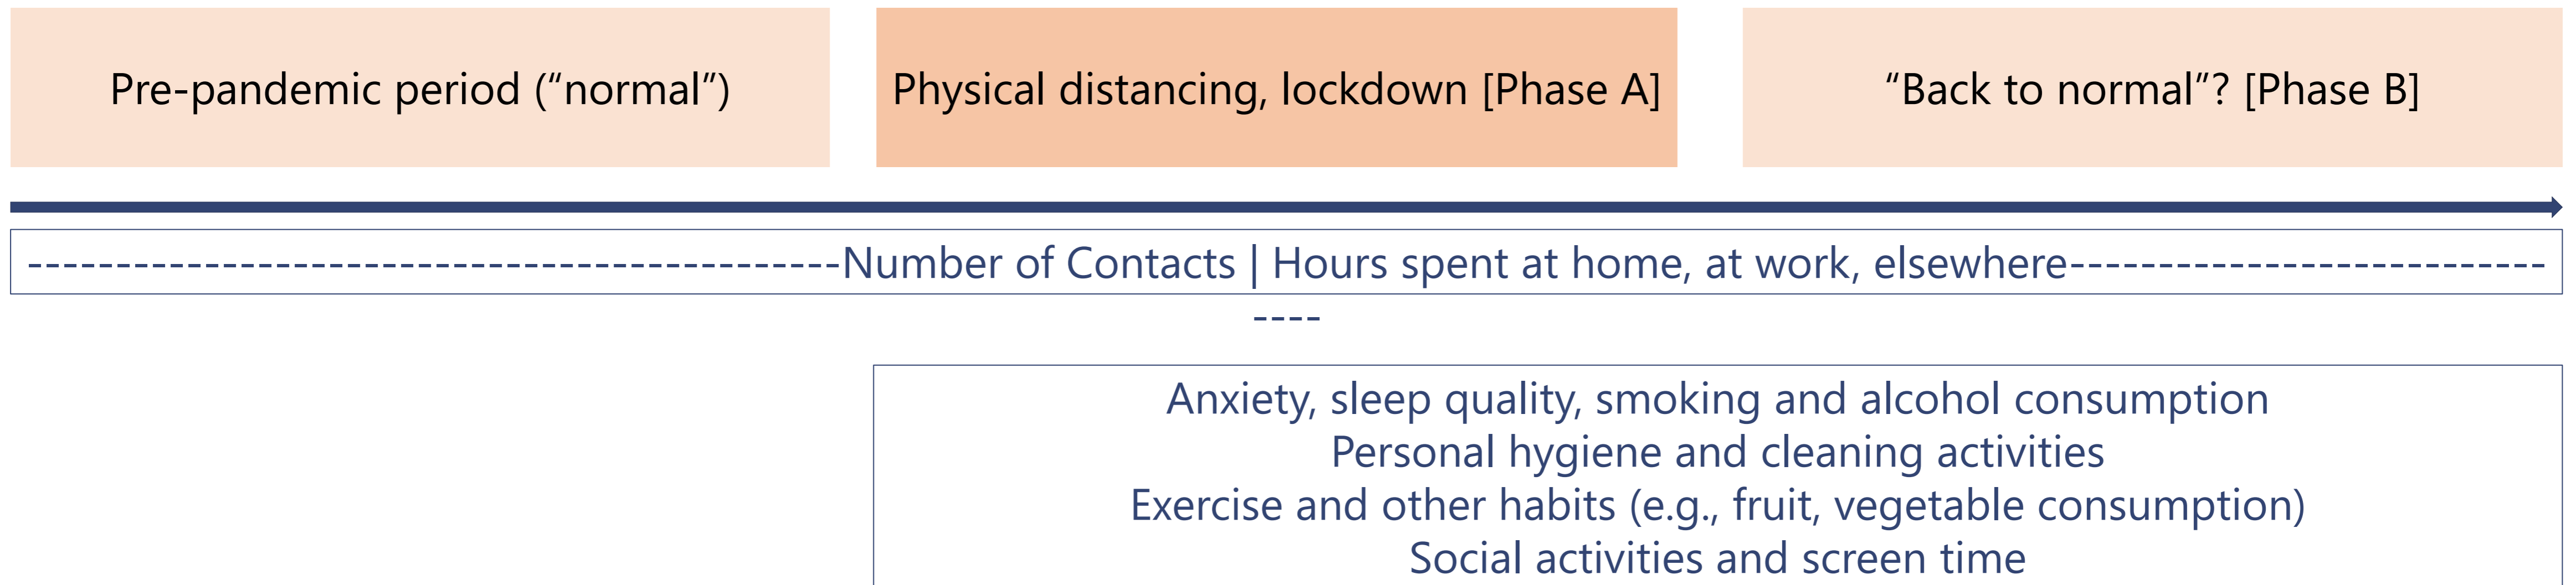 Pre-pandemic period (“normal”)
Physical distancing, lockdown [Phase A]
“Back to normal”? [Phase B]
-----------------------------------------------Number of Contacts | Hours spent at home, at work, elsewhere---------------------------
----
Anxiety, sleep quality, smoking and alcohol consumption
Personal hygiene and cleaning activities
Exercise and other habits (e.g., fruit, vegetable consumption)
Social activities and screen time